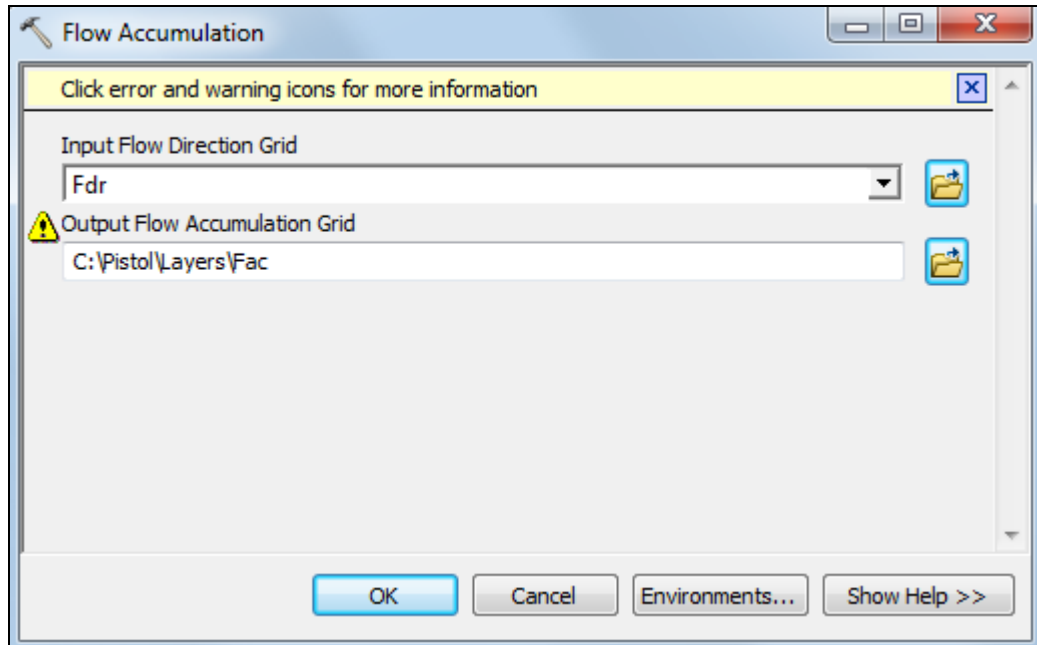 Flow Accumulation
Click error and warning icons for more information
Input Flow Direction Grid
Fdr
Output Flow Accumulation Grid
C:\Pistol\Layers\Fac
OK Cancel Environments... Show Help >>